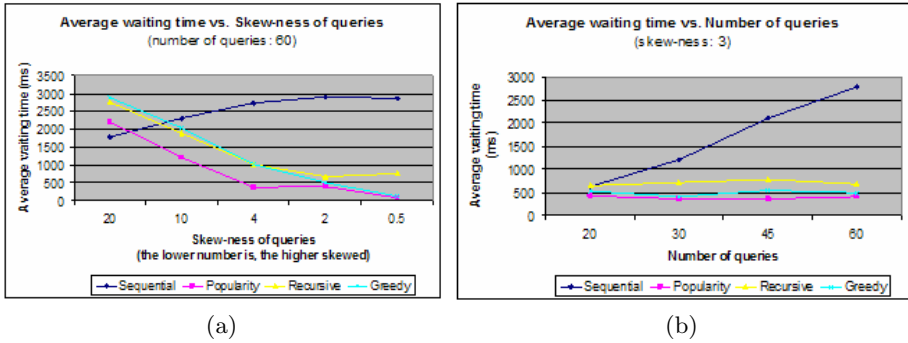 Average waiting time vs. Skew-ness of queries
(number of queries: 60)
Average waiting time (ms)
3500
3000
2500
2000
1500
1000
500
0
20 10 4 2 0.5
Skew-ness of queries
(the lower number is, the higher skewed)
Sequential Popularity Recursive Greedy
(a)
Average waiting time vs. Number of queries
(skew-ness: 3)
Average waiting time
(ms)
3000
2500
2000
1500
1000
500
0
20 30 45 60
Number of queries
Sequential Popularity Recursive Greedy
(b)